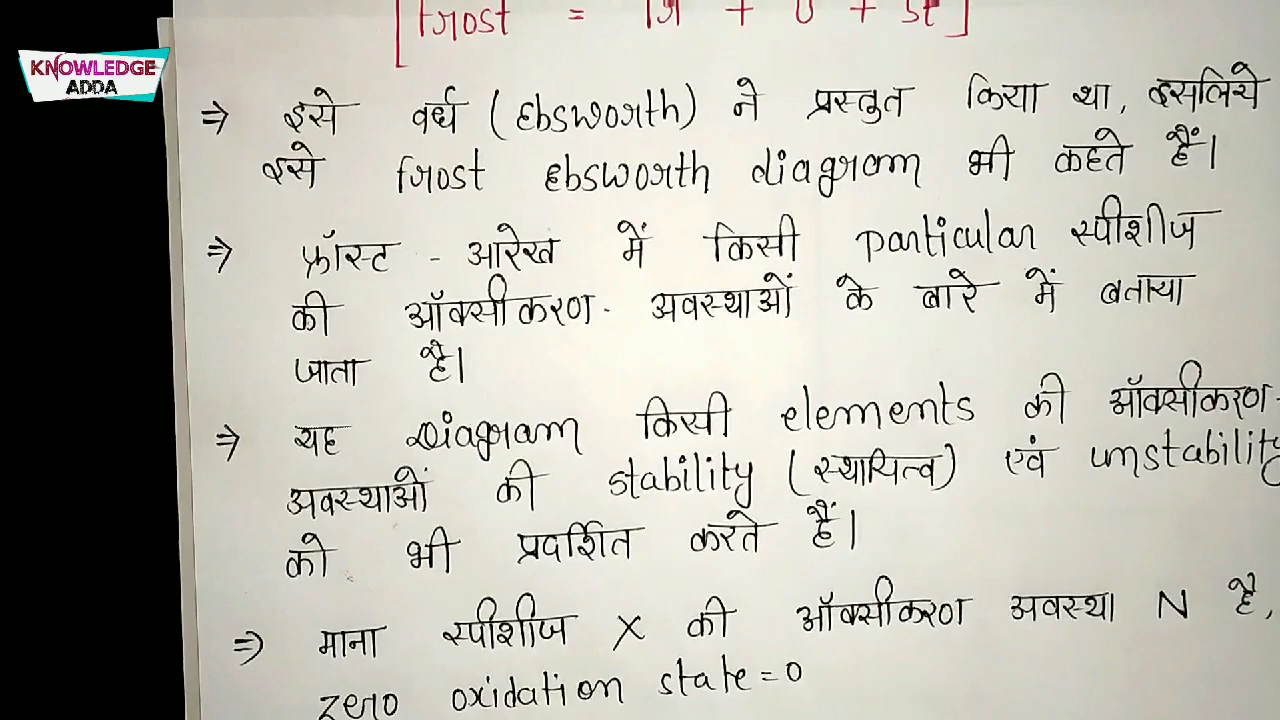 KNOWLEDGE
ADDA
[frost =
⇒ इसे वर्थ (Ebsworth) ने प्रस्तुत किया था, इसलिये
इसे frost Ebsworth diagram भी कहते हैं।
⇒ फ्रॉस्ट - आरेख में किसी particular स्पीशीज
की ऑक्सीकरण- अवस्थाओं के बारे में बताया
जाता है।
⇒ यह Diagram किसी elements की ऑक्सीकरण-
अवस्थाओं की stability (स्थायित्व) एवं unstability
को भी प्रदर्शित करते हैं।
⇒ माना स्पीशीज X की ऑक्सीकरण अवस्था N है,
zero oxidation state = 0